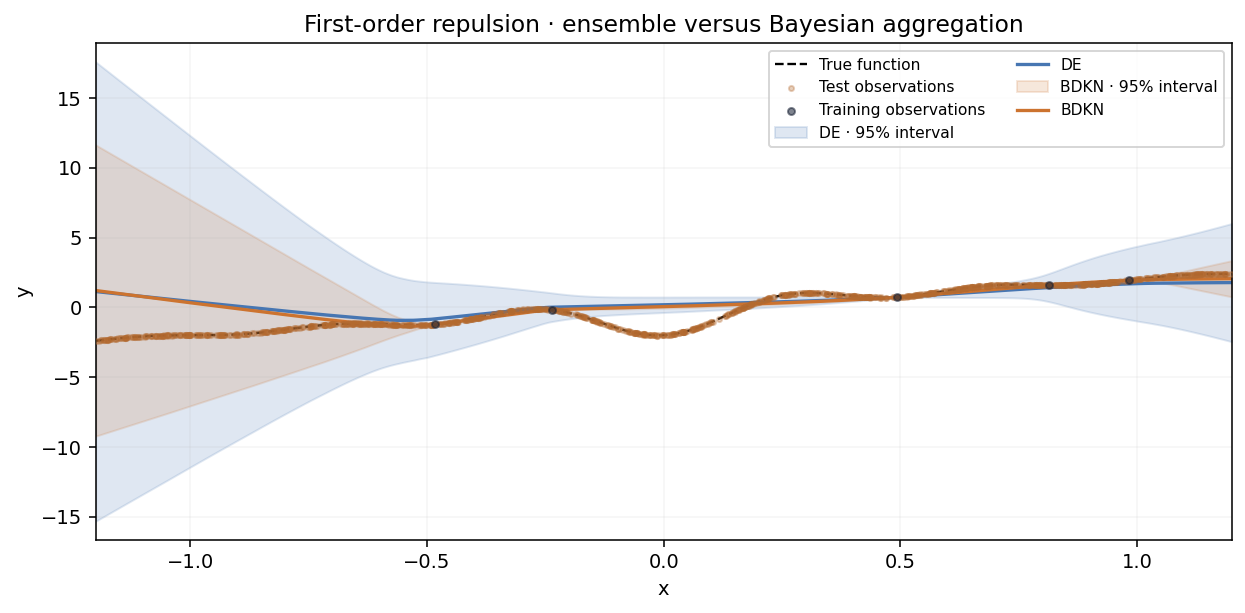 First-order repulsion · ensemble versus Bayesian aggregation
True function
Test observations
Training observations
DE · 95% interval
DE
BDKN · 95% interval
BDKN
y
15
10
5
0
−5
−10
−15
−1.0
−0.5
0.0
0.5
1.0
x